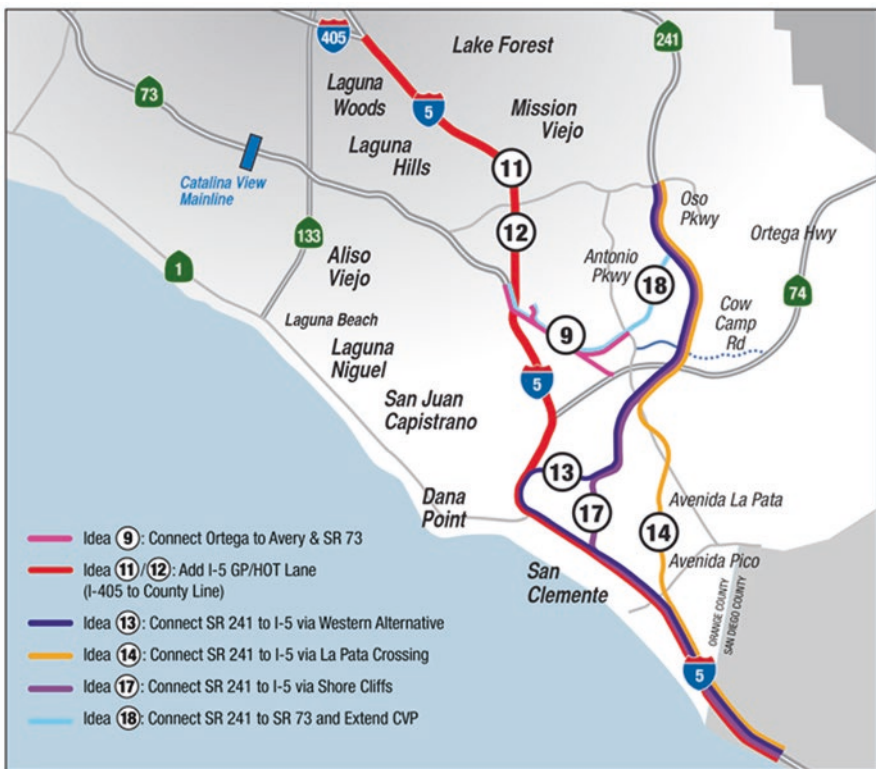 405
Lake Forest
241
73
Laguna
Woods
5
Mission
Viejo
Laguna
Hills
11
Catalina View
Mainline
Oso
Pkwy
12
Ortega Hwy
133
Antonio
Pkwy
Aliso
Viejo
1
18
74
Laguna Beach
9
Cow
Camp
Rd
Laguna
Niguel
5
San Juan
Capistrano
13
Dana
Point
17
Avenida La Pata
14
Avenida Pico
San
Clemente
ORANGE COUNTY
SAN DIEGO COUNTY
5
Idea 9: Connect Ortega to Avery & SR 73
Idea 11/12: Add I-5 GP/HOT Lane
(I-405 to County Line)
Idea 13: Connect SR 241 to I-5 via Western Alternative
Idea 14: Connect SR 241 to I-5 via La Pata Crossing
Idea 17: Connect SR 241 to I-5 via Shore Cliffs
Idea 18: Connect SR 241 to SR 73 and Extend CVP